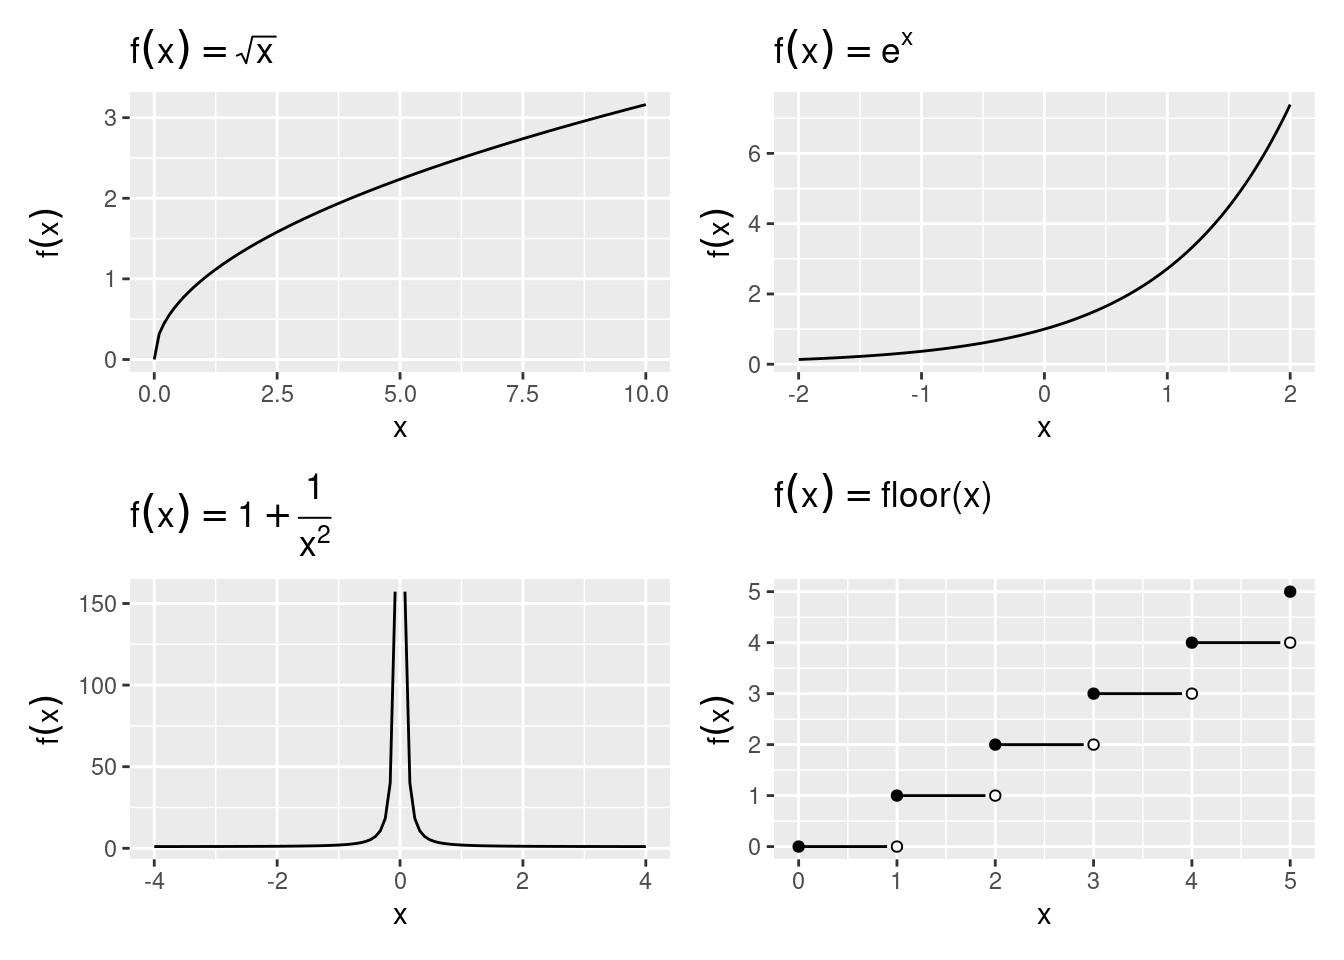 f(x) = √x
f(x)
3
2
1
0
0.0 2.5 5.0 7.5 10.0
x
f(x) = eˣ
f(x)
6
4
2
0
-2 -1 0 1 2
x
f(x) = 1 + 1/x²
f(x)
150
100
50
0
-4 -2 0 2 4
x
f(x) = floor(x)
f(x)
5
4
3
2
1
0
0 1 2 3 4 5
x